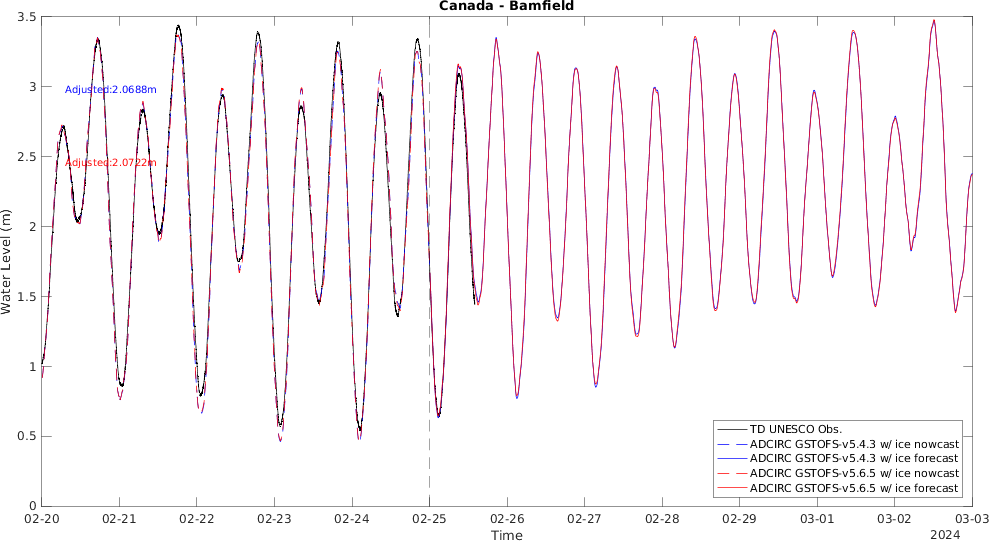 Canada - Bamfield
3.5
3
2.5
2
1.5
1
0.5
0
Water Level (m)
Adjusted:2.0688m
Adjusted:2.0722m
TD UNESCO Obs.
ADCIRC GSTOFS-v5.4.3 w/ ice nowcast
ADCIRC GSTOFS-v5.4.3 w/ ice forecast
ADCIRC GSTOFS-v5.6.5 w/ ice nowcast
ADCIRC GSTOFS-v5.6.5 w/ ice forecast
02-20 02-21 02-22 02-23 02-24 02-25 02-26 02-27 02-28 02-29 03-01 03-02 03-03
Time
2024